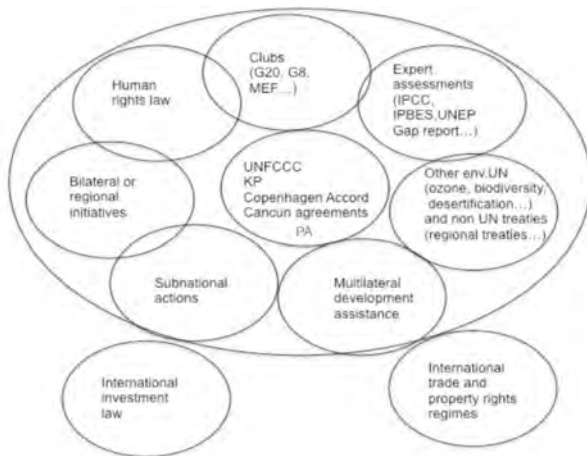 Clubs
(G20, G8,
MEF…)
Human
rights law
Expert
assessments
(IPCC,
IPBES,UNEP
Gap report…)
UNFCCC
KP
Copenhagen Accord
Cancun agreements
PA
Bilateral or
regional
initiatives
Other env.UN
(ozone, biodiversity,
desertification…)
and non UN treaties
(regional treaties…)
Subnational
actions
Multilateral
development
assistance
International
investment
law
International
trade and
property rights
regimes